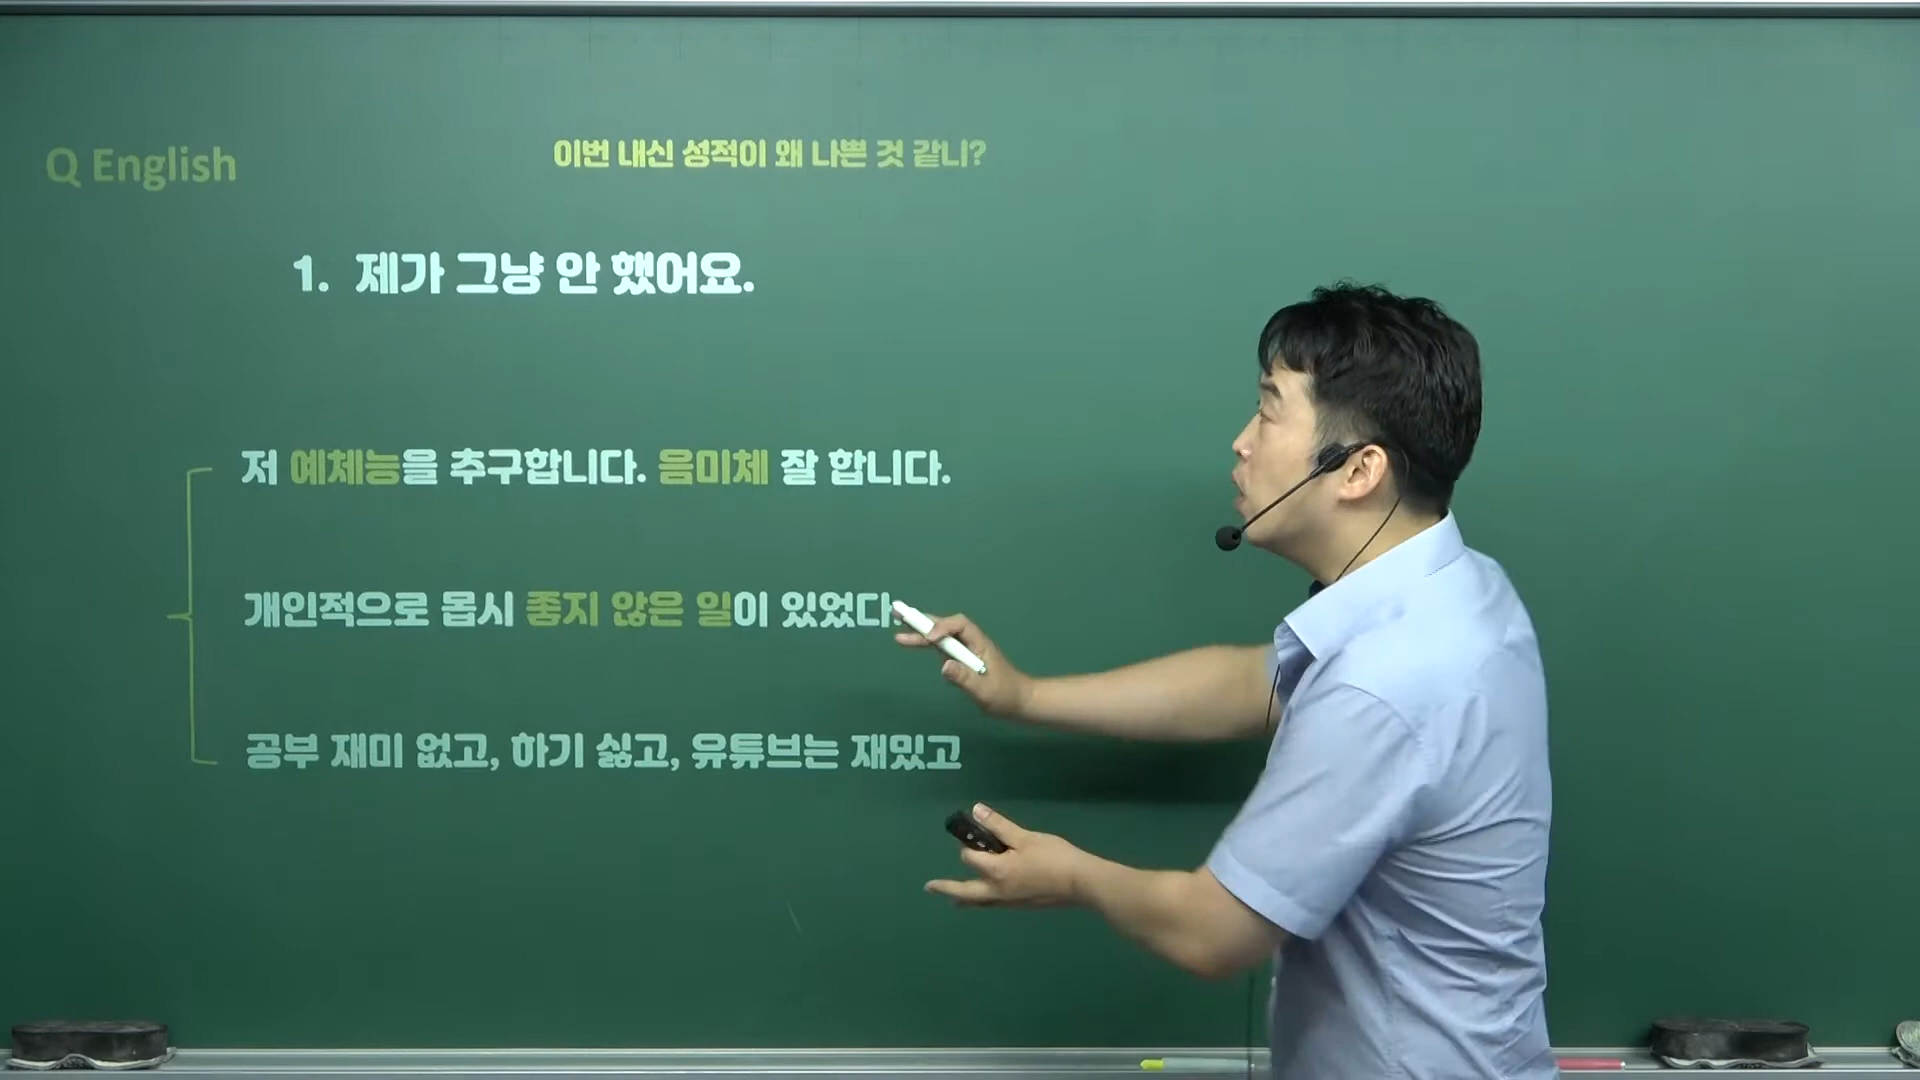 Q English
이번 내신 성적이 왜 나쁜 것 같니?
1. 제가 그냥 안 했어요.
저 예체능을 추구합니다. 음미체 잘 합니다.
개인적으로 몹시 좋지 않은 일이 있었다.
공부 재미 없고, 하기 싫고, 유튜브는 재밌고